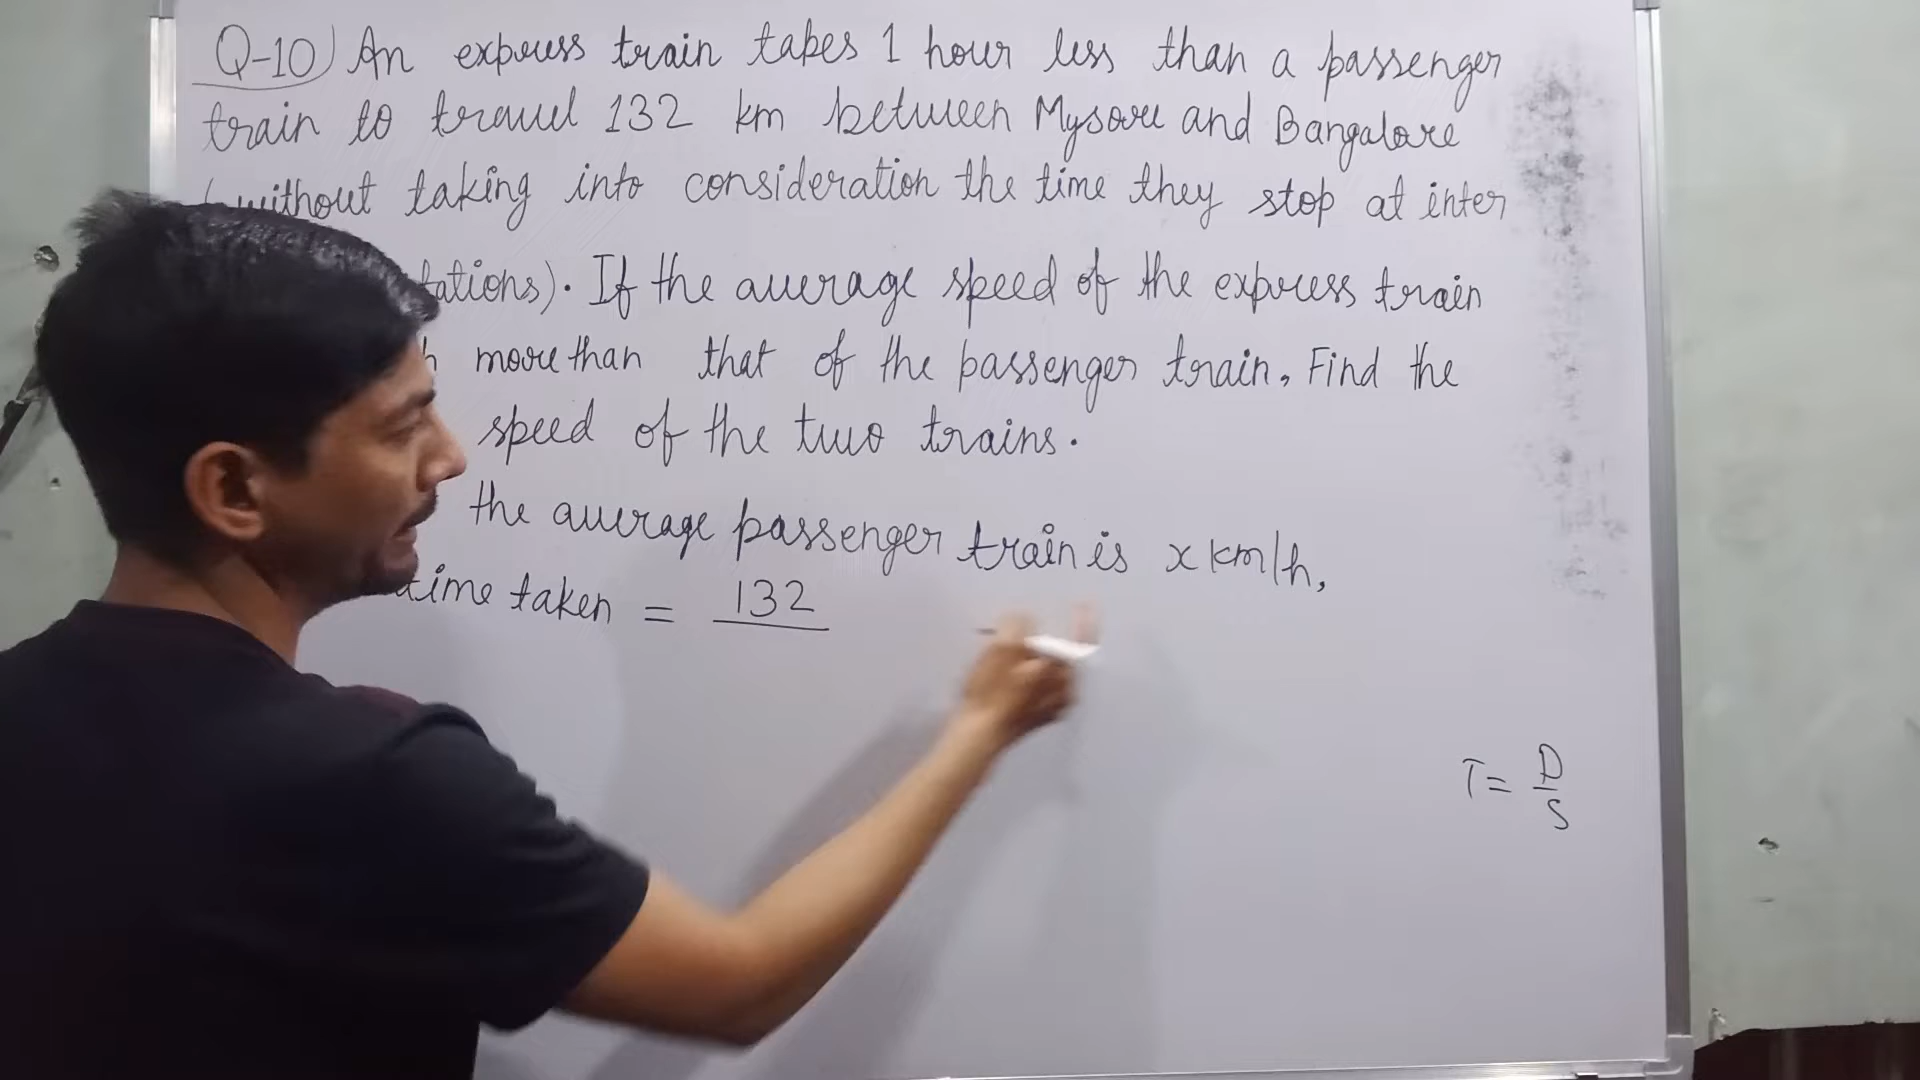 Q-10) An express train takes 1 hour less than a passenger
train to travel 132 km between Mysore and Bangalore
(without taking into consideration the time they stop at inter
tations). If the average speed of the express train
h more than that of the passenger train. Find the
speed of the two trains.
the average passenger train is x km/h,
time taken = 132
T = D/S